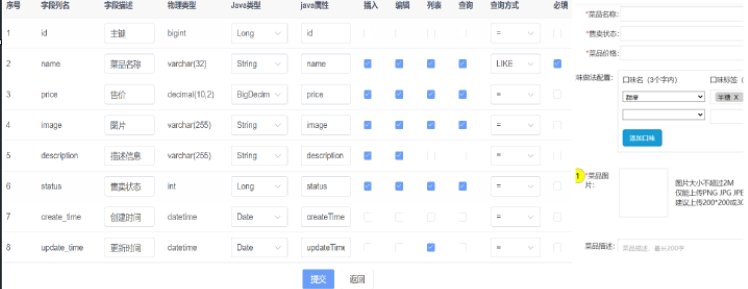 序号 字段列名 字段描述 物理类型 Java类型 java属性 插入 编辑 列表 查询 查询方式 必填
1 id 主键 bigint Long id =
2 name 菜品名称 varchar(32) String name LIKE
3 price 售价 decimal(10,2) BigDecim price =
4 image 图片 varchar(255) String image =
5 description 描述信息 varchar(255) String description =
6 status 售卖状态 int Long status =
7 create_time 创建时间 datetime Date createTime =
8 update_time 更新时间 datetime Date updateTime =
提交 返回
*菜品名称:
*售卖状态:
*菜品价格:
味做法配置: 口味名（3个字内） 口味标签（
甜度 半糖 X
添加口味
1 *菜品图
片:
图片大小不超过2M
仅能上传PNG JPG JPE
建议上传200*200或30
菜品描述: 菜品描述，最长200字